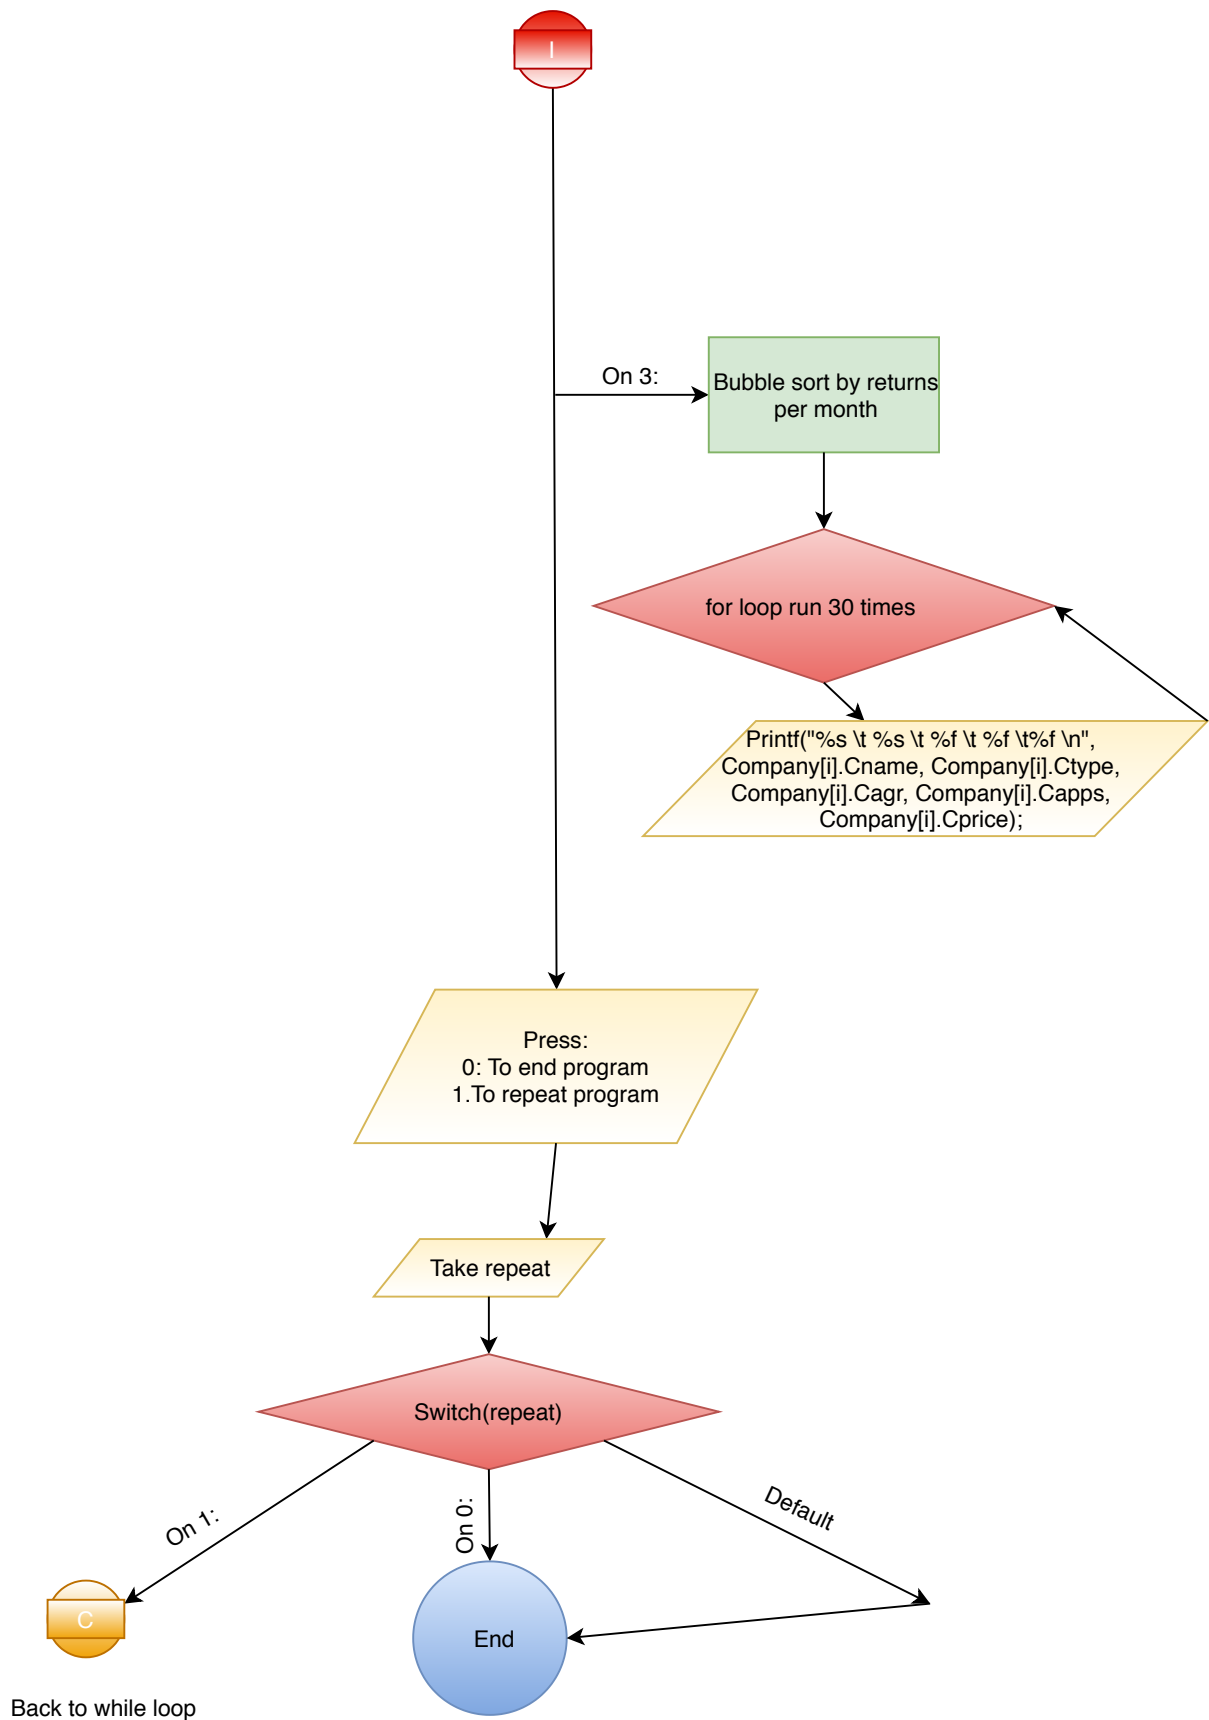 I
On 3:
Bubble sort by returns
per month
for loop run 30 times
Printf("%s \t %s \t %f \t %f \t%f \n",
Company[i].Cname, Company[i].Ctype,
Company[i].Cagr, Company[i].Capps,
Company[i].Cprice);
Press:
0: To end program
1.To repeat program
Take repeat
Switch(repeat)
On 1:
On 0:
Default
C
End
Back to while loop